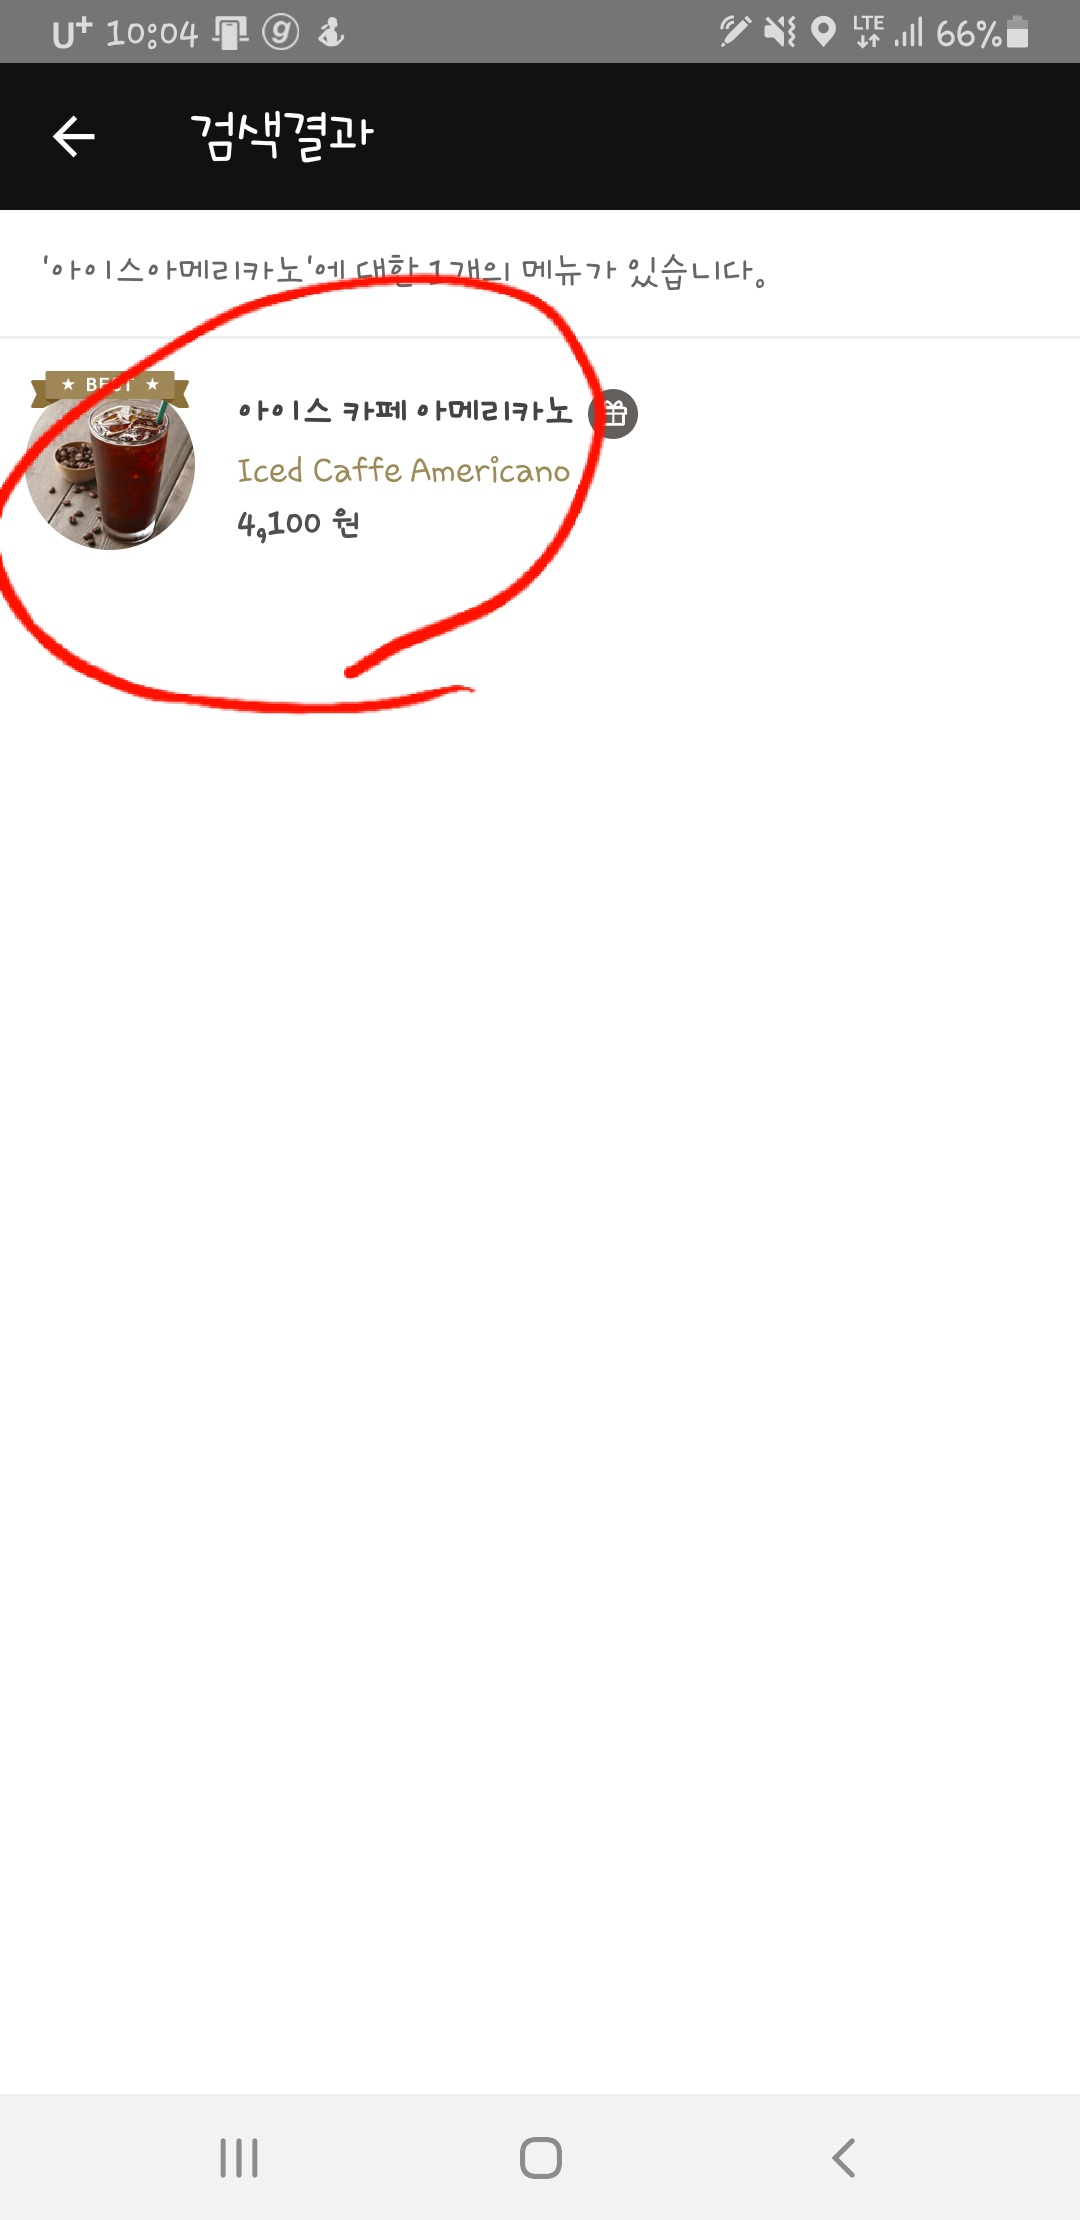 U+ 10:04 g LTE 66%
검색결과
'아이스아메리카노'에 대한 1개의 메뉴가 있습니다.
★ BEST ★
아이스 카페 아메리카노
Iced Caffe Americano
4,100 원